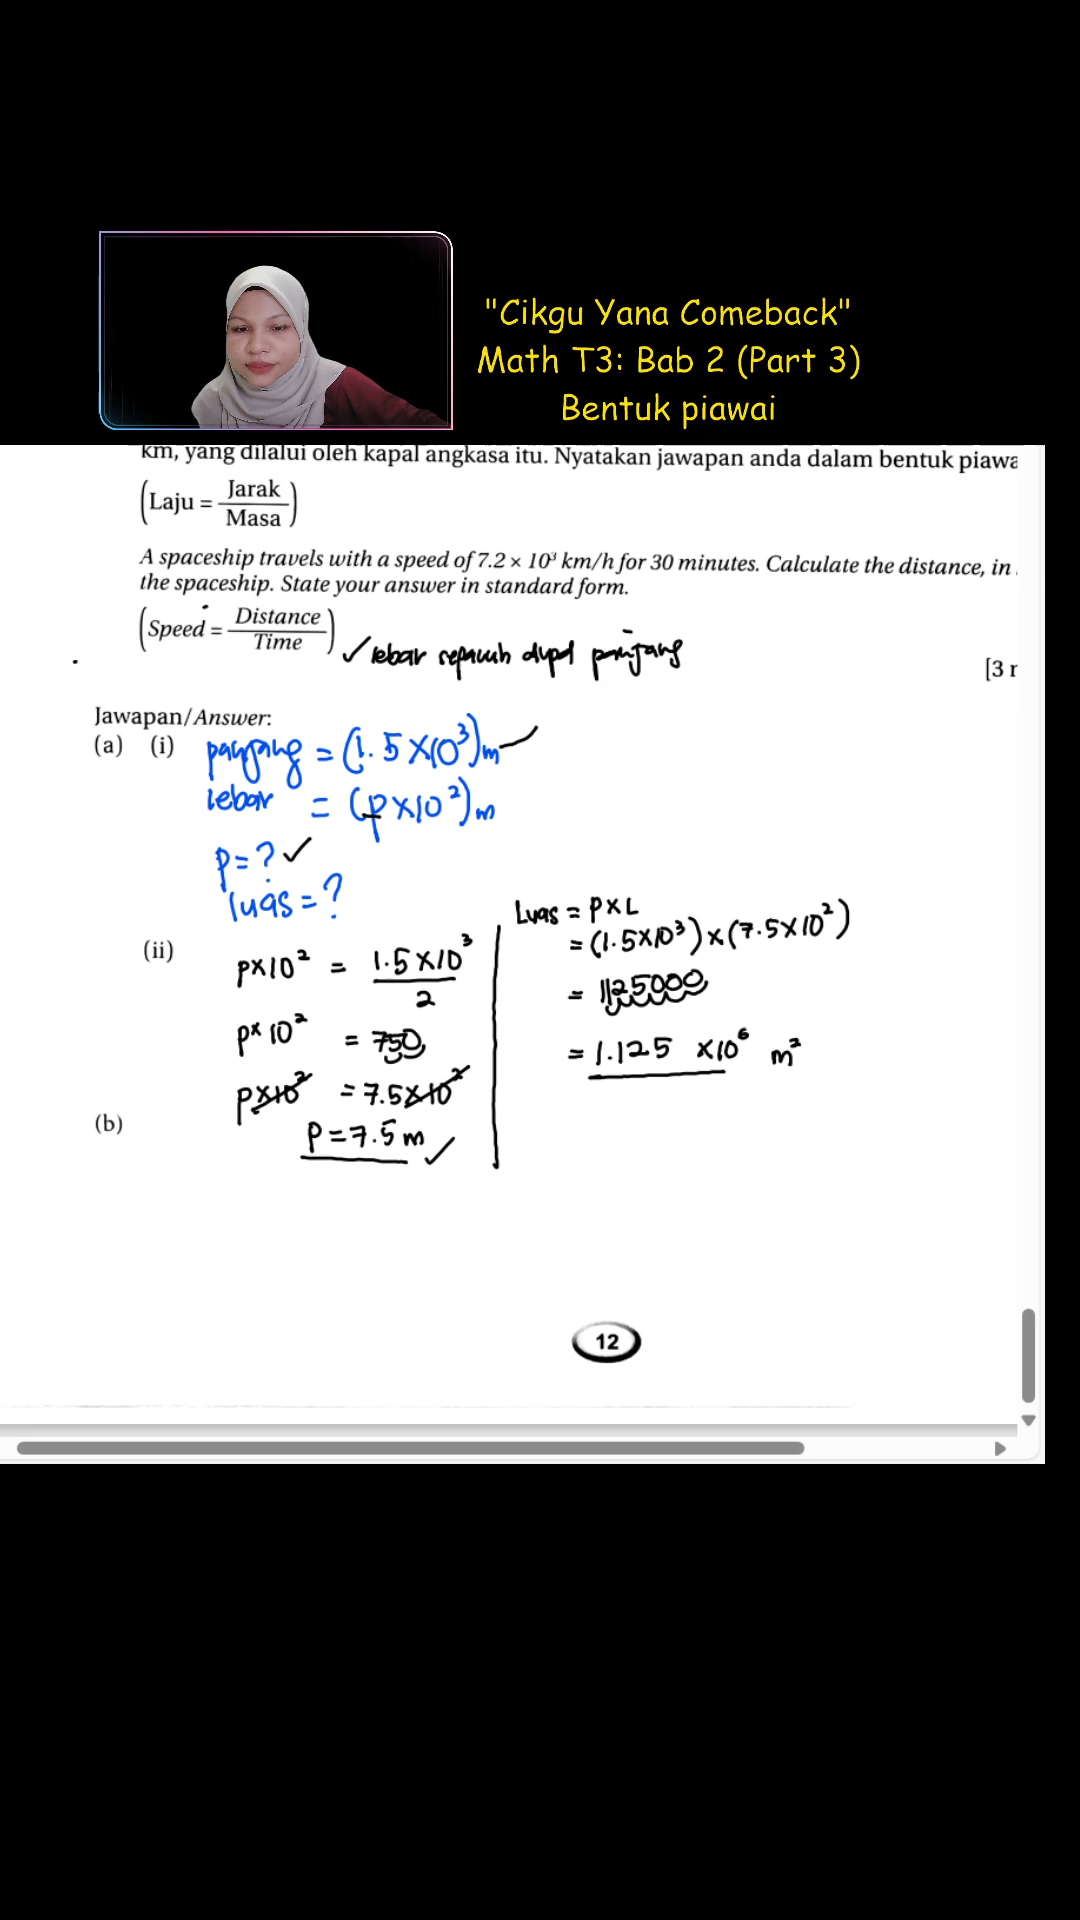 "Cikgu Yana Comeback"
Math T3: Bab 2 (Part 3)
Bentuk piawai
km, yang dilalui oleh kapal angkasa itu. Nyatakan jawapan anda dalam bentuk piawa
(Laju = Jarak / Masa)
A spaceship travels with a speed of 7.2 × 10³ km/h for 30 minutes. Calculate the distance, in
the spaceship. State your answer in standard form.
(Speed = Distance / Time)
✓ lebar separuh dypd panjang
[3 r
Jawapan/Answer:
(a) (i) panjang = (1.5 × 10³) m ✓
lebar = (p × 10²) m
p = ? ✓
luas = ?
(ii)
p × 10² = 1.5 × 10³ / 2
p × 10² = 750
p × 10² = 7.5 × 10²
p = 7.5 m ✓
Luas = P × L
= (1.5 × 10³) × (7.5 × 10²)
= 1125000
= 1.125 × 10⁶ m²
(b)
12